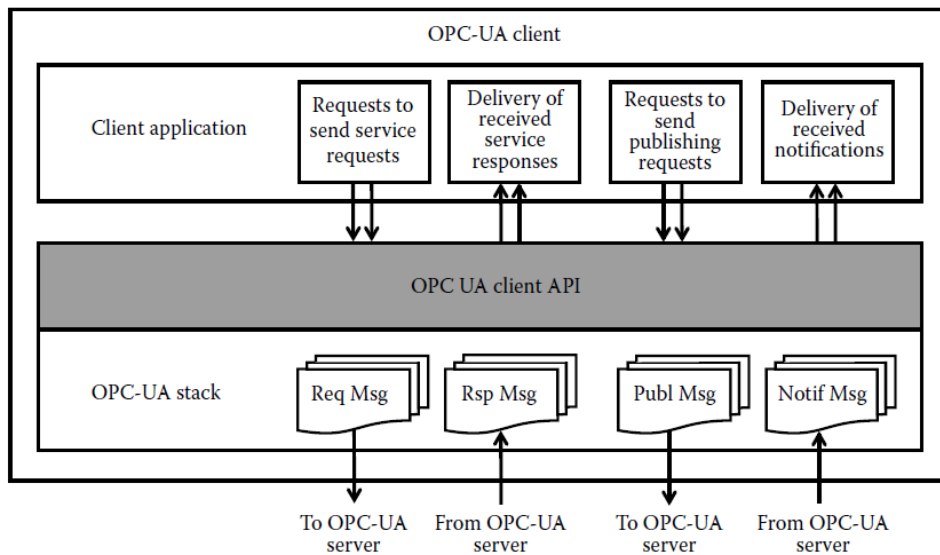 OPC-UA client
Client application
Requests to
send service
requests
Delivery of
received
service
responses
Requests to
send
publishing
requests
Delivery of
received
notifications
OPC UA client API
OPC-UA stack
Req Msg
Rsp Msg
Publ Msg
Notif Msg
To OPC-UA
server
From OPC-UA
server
To OPC-UA
server
From OPC-UA
server